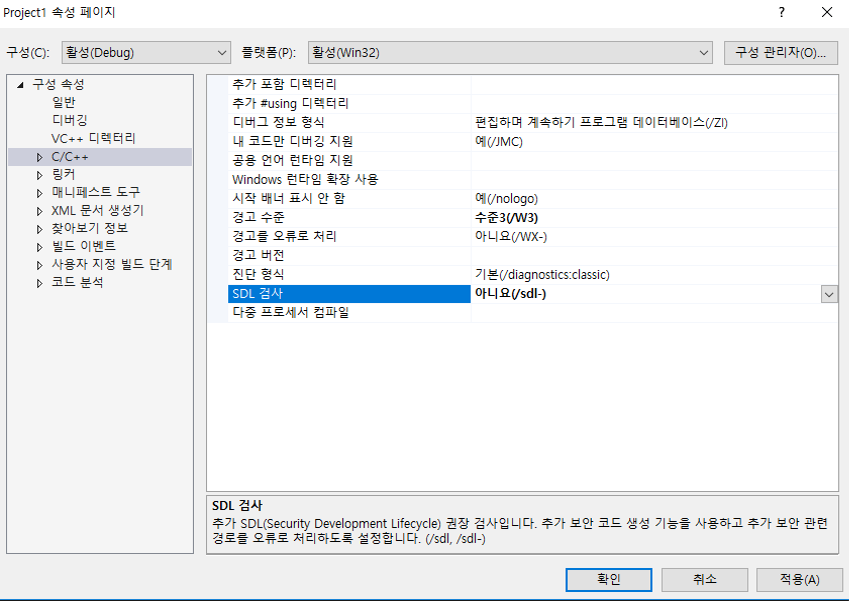 Project1 속성 페이지
?
구성(C): 활성(Debug) 플랫폼(P): 활성(Win32) 구성 관리자(O)...
구성 속성
일반
디버깅
VC++ 디렉터리
C/C++
링커
매니페스트 도구
XML 문서 생성기
찾아보기 정보
빌드 이벤트
사용자 지정 빌드 단계
코드 분석
추가 포함 디렉터리
추가 #using 디렉터리
디버그 정보 형식 편집하며 계속하기 프로그램 데이터베이스(/ZI)
내 코드만 디버깅 지원 예(/JMC)
공용 언어 런타임 지원
Windows 런타임 확장 사용
시작 배너 표시 안 함 예(/nologo)
경고 수준 수준3(/W3)
경고를 오류로 처리 아니요(/WX-)
경고 버전
진단 형식 기본(/diagnostics:classic)
SDL 검사 아니요(/sdl-)
다중 프로세서 컴파일
SDL 검사
추가 SDL(Security Development Lifecycle) 권장 검사입니다. 추가 보안 코드 생성 기능을 사용하고 추가 보안 관련
경로를 오류로 처리하도록 설정합니다. (/sdl, /sdl-)
확인 취소 적용(A)